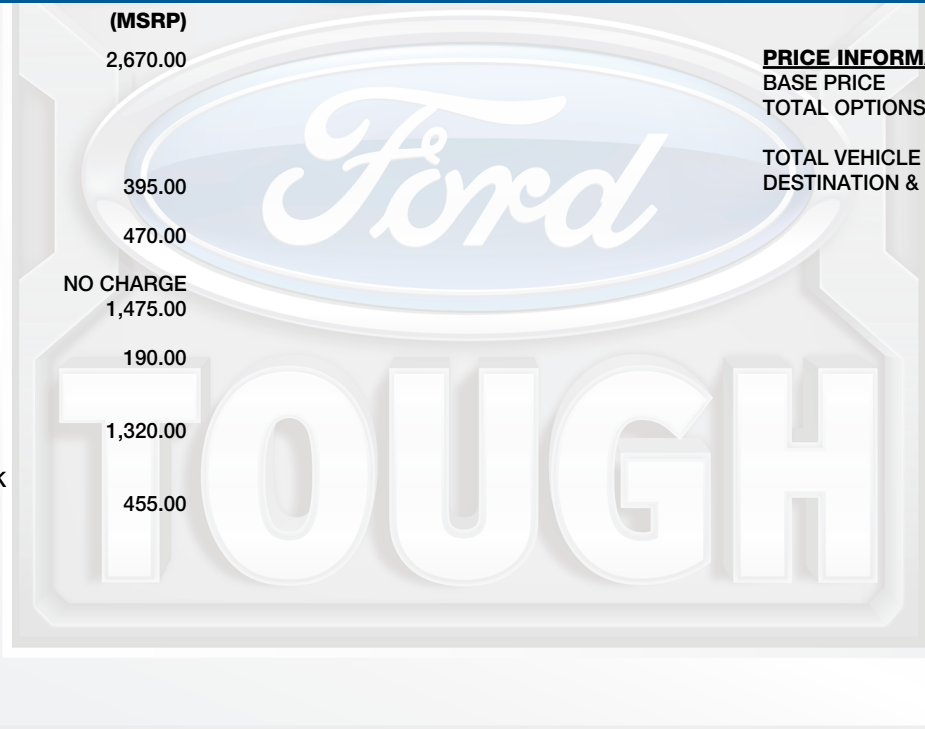 (MSRP)
2,670.00
395.00
470.00
NO CHARGE
1,475.00
190.00
1,320.00
K
455.00
PRICE INFORM
BASE PRICE
TOTAL OPTIONS
TOTAL VEHICLE
DESTINATION &
Ford
TOUGH